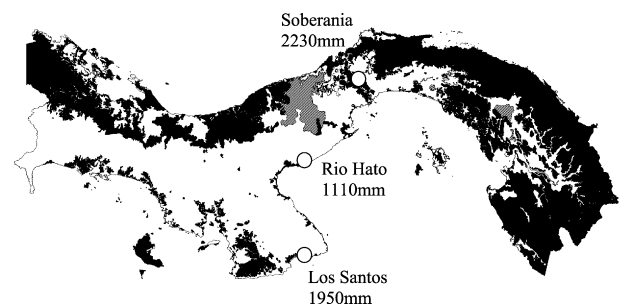 Soberania
2230mm
Rio Hato
1110mm
Los Santos
1950mm